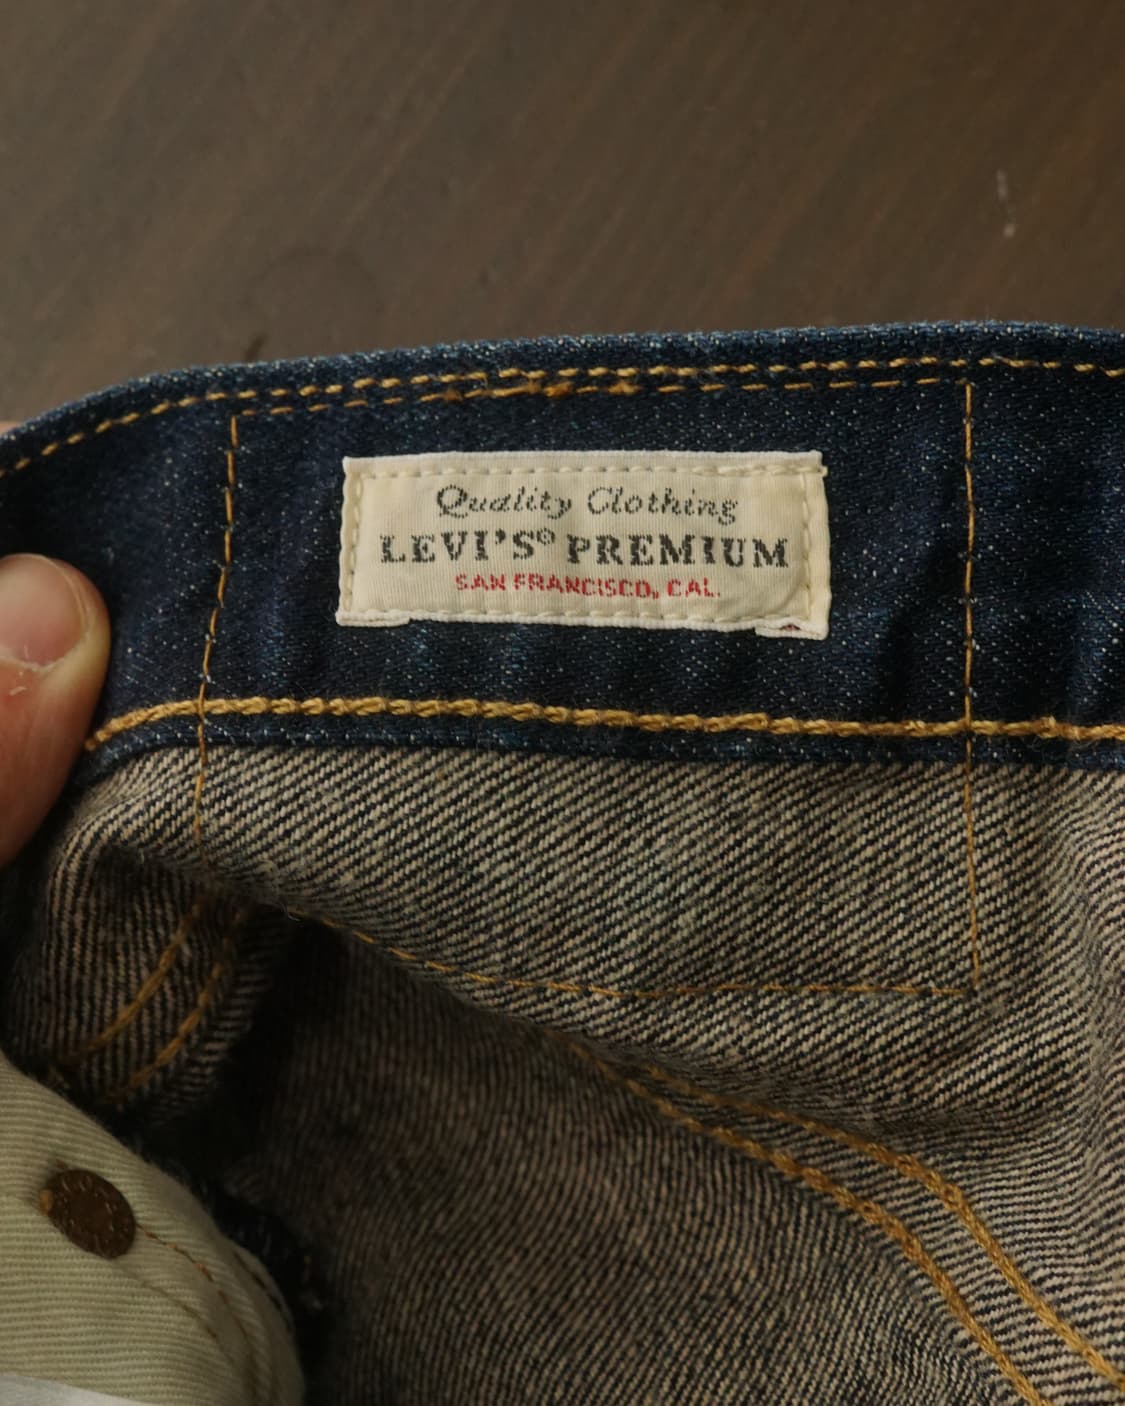 Quality Clothing
LEVI'S® PREMIUM
SAN FRANCISCO, CAL.